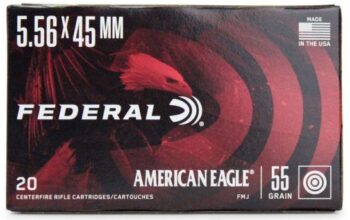 5.56 X 45 MM
MADE
IN THE USA
FEDERAL
20
CENTERFIRE RIFLE CARTRIDGES/CARTOUCHES
AMERICAN EAGLE
FMJ
55
GRAIN